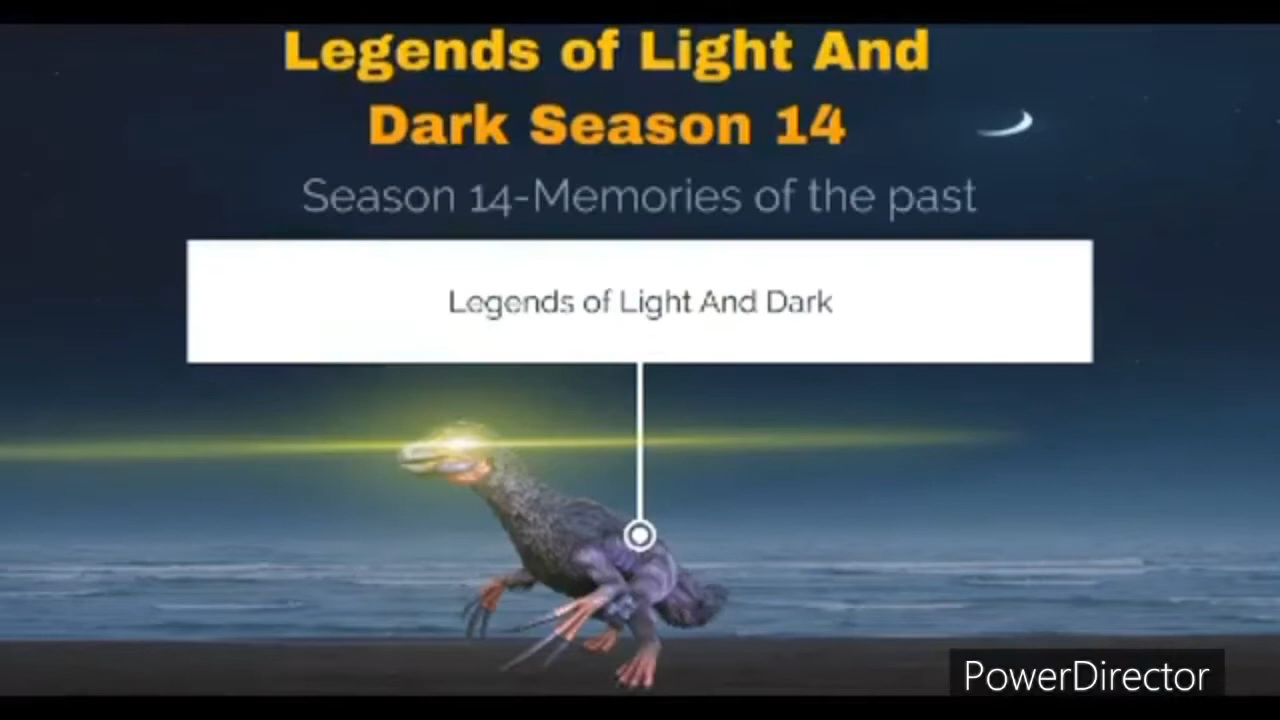 Legends of Light And
Dark Season 14
Season 14-Memories of the past
Legends of Light And Dark
PowerDirector